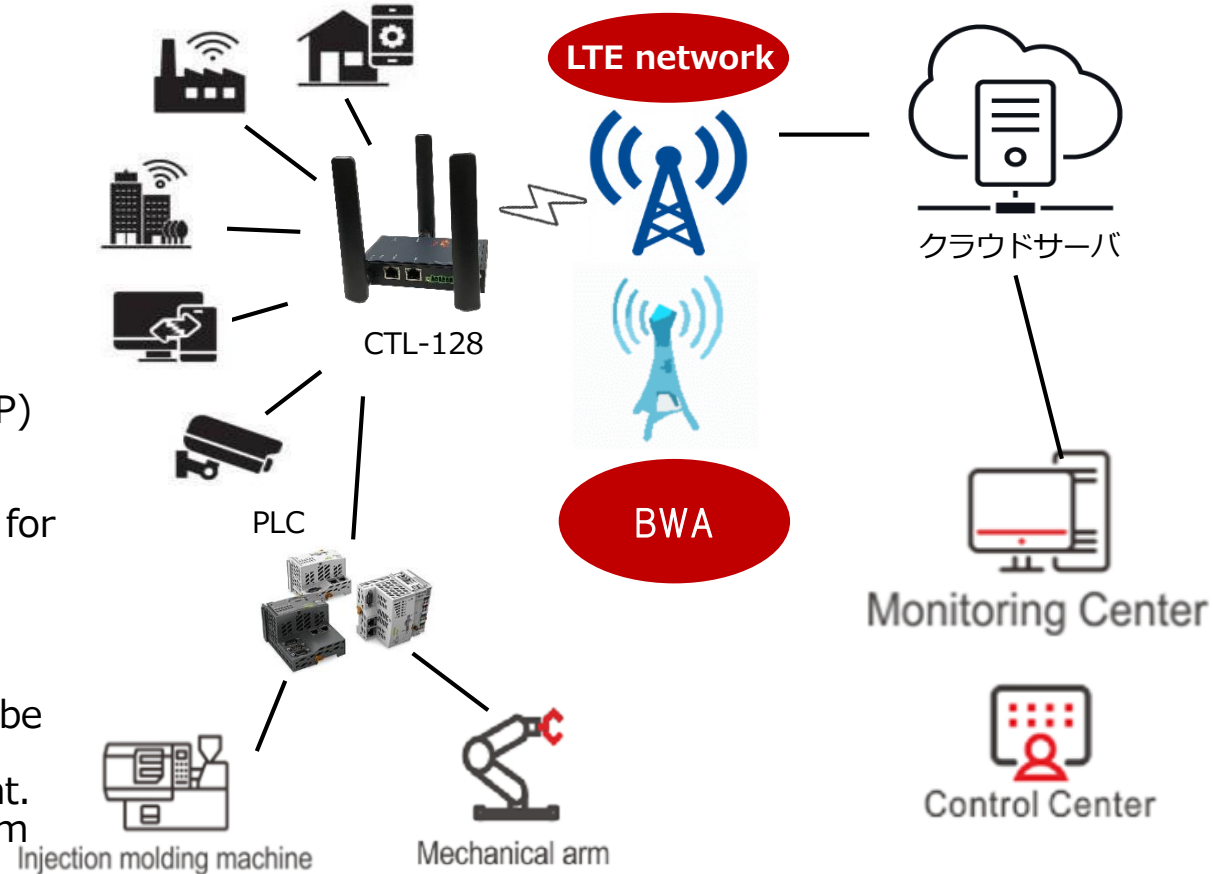 LTE network
クラウドサーバ
CTL-128
P)
for
PLC
BWA
Monitoring Center
be
nt.
m
Injection molding machine
Mechanical arm
Control Center